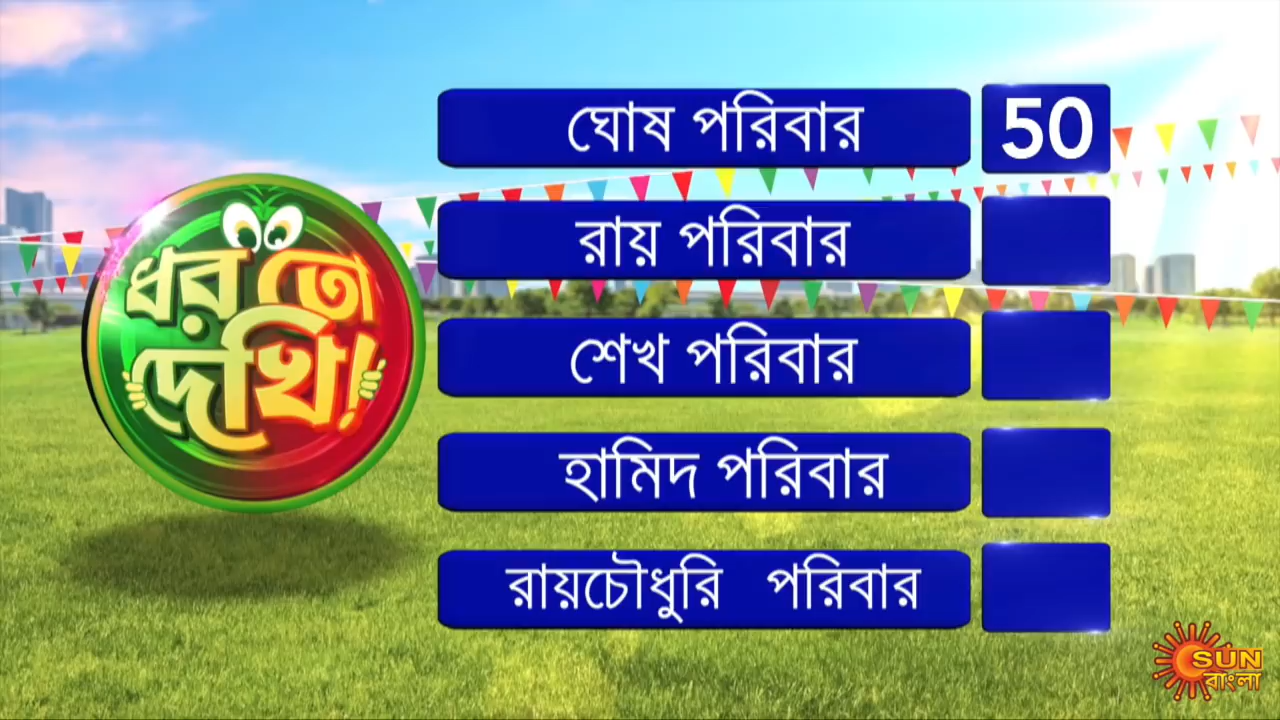 ঘোষ পরিবার 50
রায় পরিবার
ধর তো
দেখি!
শেখ পরিবার
হামিদ পরিবার
রায়চৌধুরি পরিবার
SUN
বাংলা